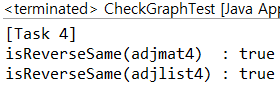 <terminated> CheckGraphTest [Java App
[Task 4]
isReverseSame(adjmat4)  : true
isReverseSame(adjlist4) : true